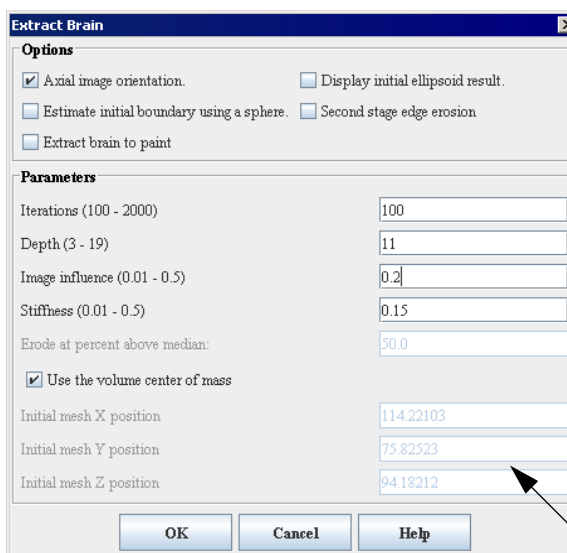 Extract Brain
Options
Axial image orientation. Display initial ellipsoid result.
Estimate initial boundary using a sphere. Second stage edge erosion
Extract brain to paint
Parameters
Iterations (100 - 2000) 100
Depth (3 - 19) 11
Image influence (0.01 - 0.5) 0.2
Stiffness (0.01 - 0.5) 0.15
Erode at percent above median: 50.0
Use the volume center of mass
Initial mesh X position 114.22103
Initial mesh Y position 75.82523
Initial mesh Z position 94.18212
OK Cancel Help